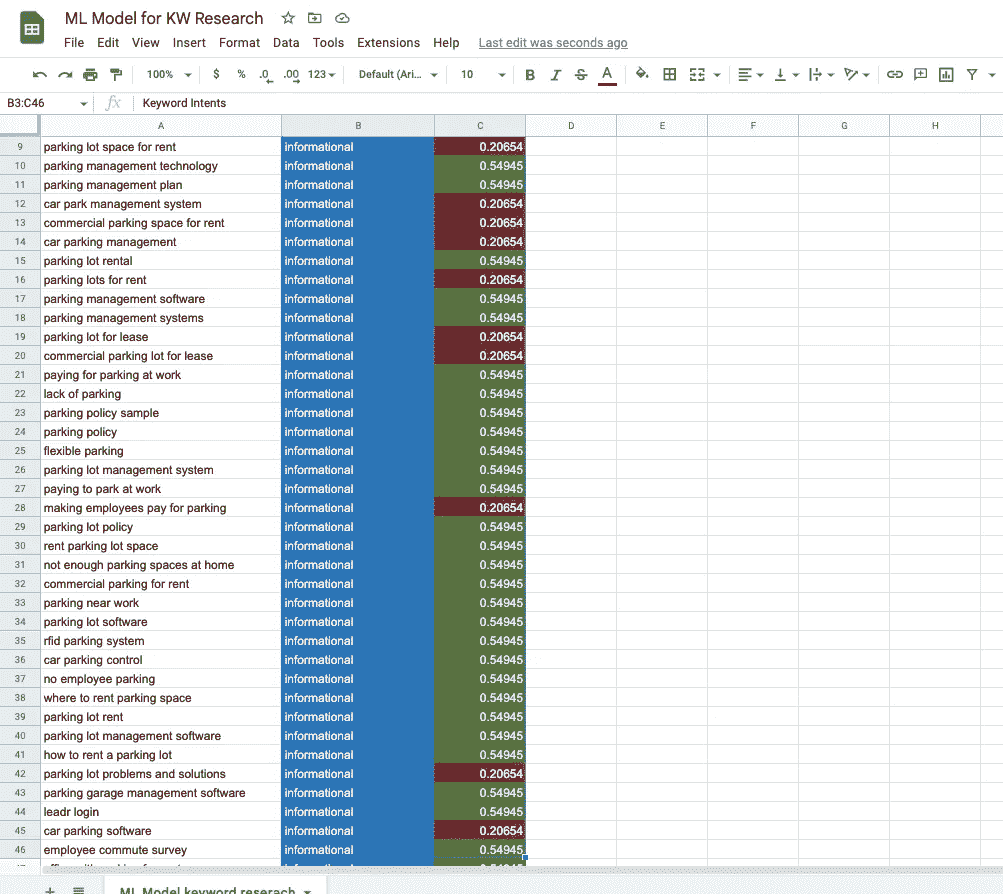 ML Model for KW Research
File Edit View Insert Format Data Tools Extensions Help Last edit was seconds ago
100% $ % .0 .00 123 Default (Ari... 10 B I S A
B3:C46 fx Keyword Intents
A B C D E F G H
9 parking lot space for rent informational 0.20654
10 parking management technology informational 0.54945
11 parking management plan informational 0.54945
12 car park management system informational 0.20654
13 commercial parking space for rent informational 0.20654
14 car parking management informational 0.20654
15 parking lot rental informational 0.54945
16 parking lots for rent informational 0.20654
17 parking management software informational 0.54945
18 parking management systems informational 0.54945
19 parking lot for lease informational 0.20654
20 commercial parking lot for lease informational 0.20654
21 paying for parking at work informational 0.54945
22 lack of parking informational 0.54945
23 parking policy sample informational 0.54945
24 parking policy informational 0.54945
25 flexible parking informational 0.54945
26 parking lot management system informational 0.54945
27 paying to park at work informational 0.54945
28 making employees pay for parking informational 0.20654
29 parking lot policy informational 0.54945
30 rent parking lot space informational 0.54945
31 not enough parking spaces at home informational 0.54945
32 commercial parking for rent informational 0.54945
33 parking near work informational 0.54945
34 parking lot software informational 0.54945
35 rfid parking system informational 0.54945
36 car parking control informational 0.54945
37 no employee parking informational 0.54945
38 where to rent parking space informational 0.54945
39 parking lot rent informational 0.54945
40 parking lot management software informational 0.54945
41 how to rent a parking lot informational 0.54945
42 parking lot problems and solutions informational 0.20654
43 parking garage management software informational 0.54945
44 leadr login informational 0.54945
45 car parking software informational 0.20654
46 employee commute survey informational 0.54945
ML Model keyword reserach